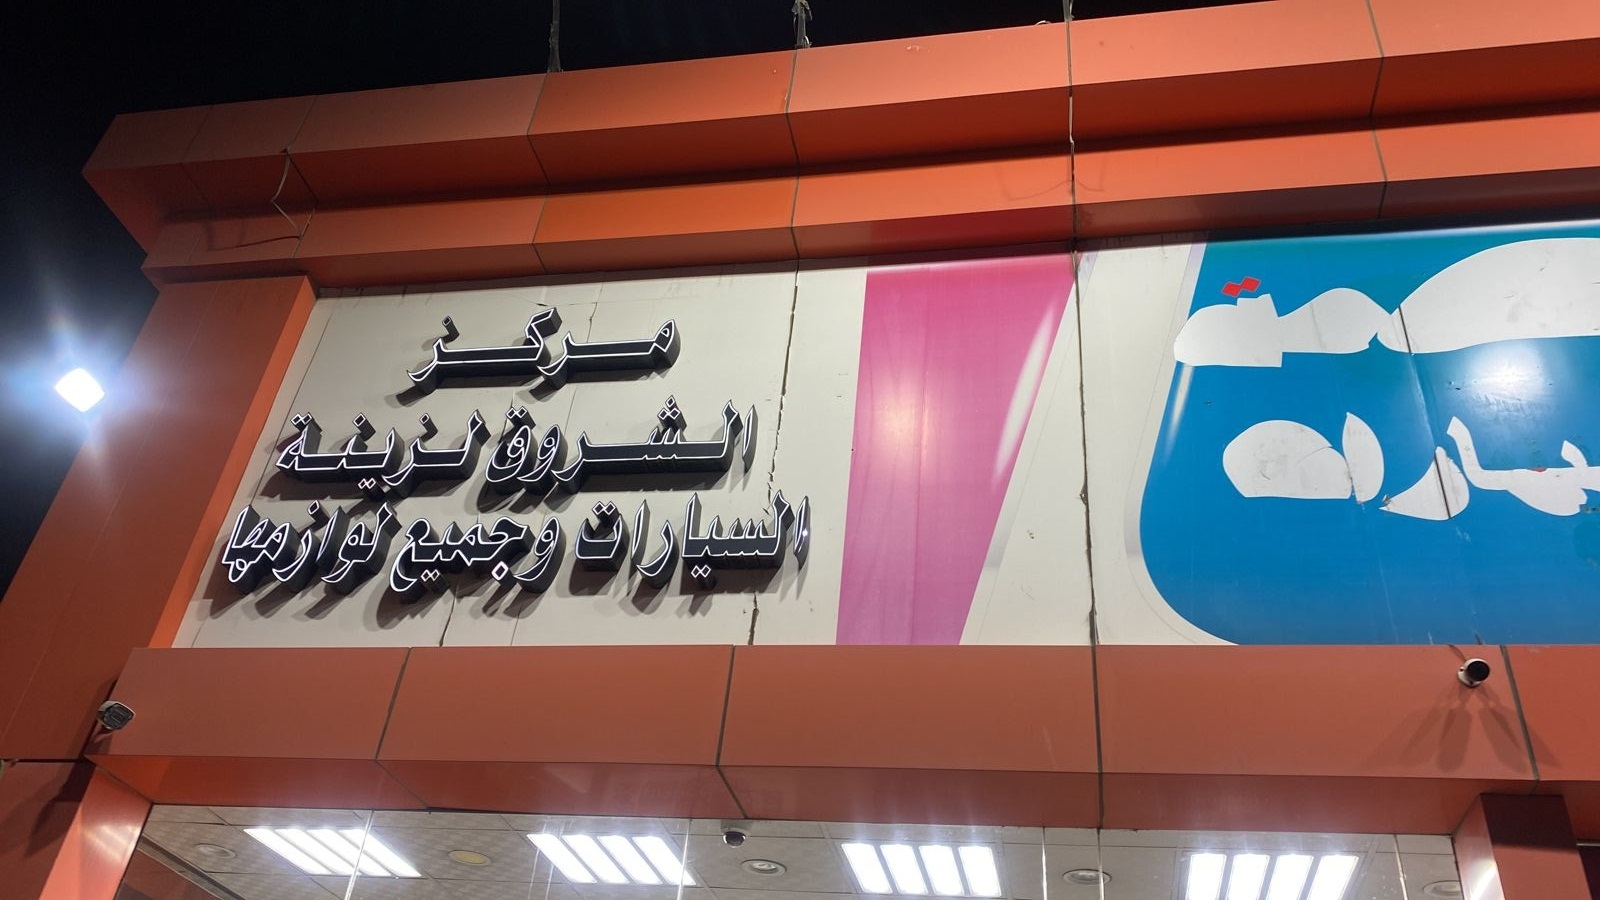 مركز
الشروق لزينة
السيارات وجميع لوازمها